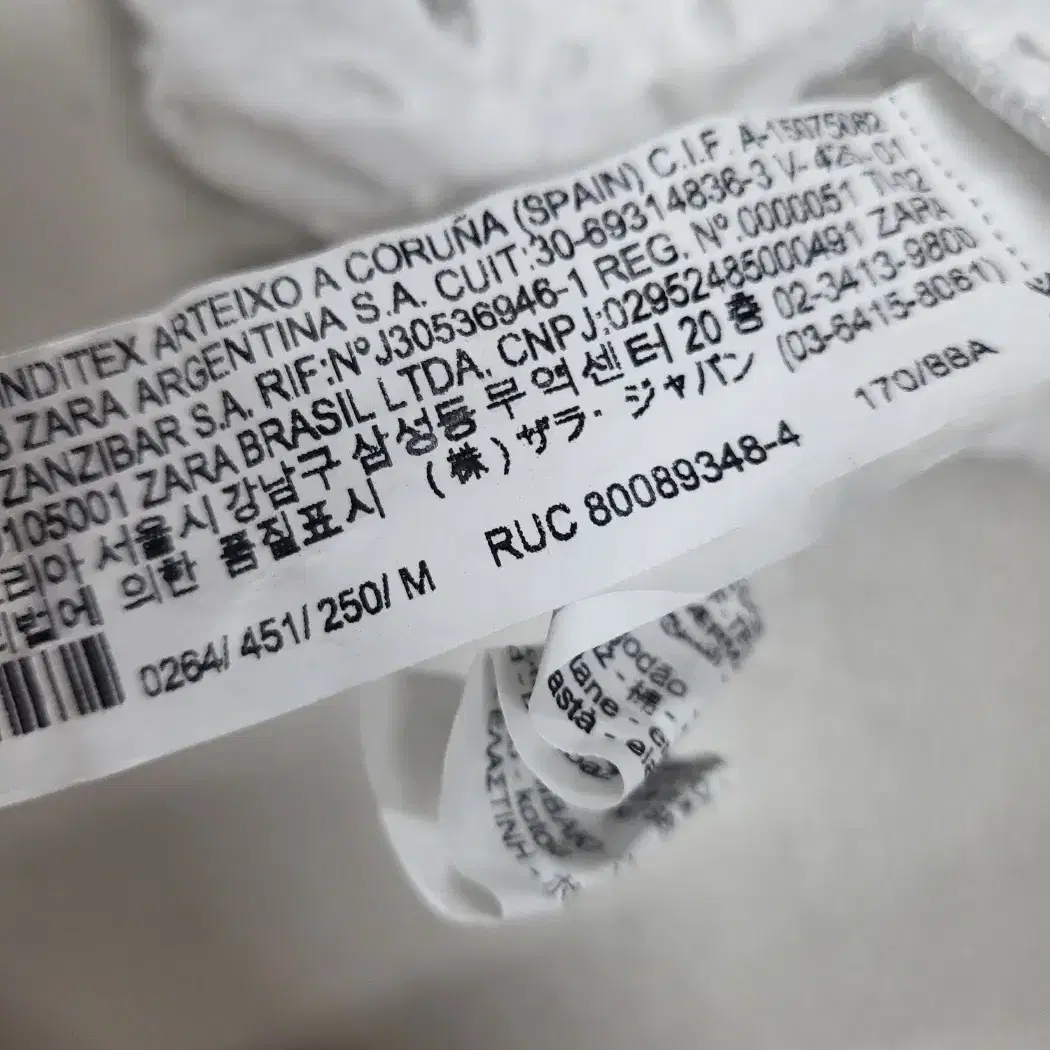 INDITEX ARTEIXO A CORUÑA (SPAIN) C.I.F. A-15075062
ZARA ARGENTINA S.A. CUIT:30-69314836-3
ZANZIBAR S.A. RIF:Nº J30536946-1 REG. Nº.0000051
105001 ZARA BRASIL LTDA. CNPJ:02952485000491 ZARA
리아 서울시 강남구 삼성동 무역센터 20층 02-3413-9800
법에 의한 품질표시 (株)ザラ・ジャパン (03-6415-8061)
0264/ 451/ 250/ M RUC 80089348-4 170/88A